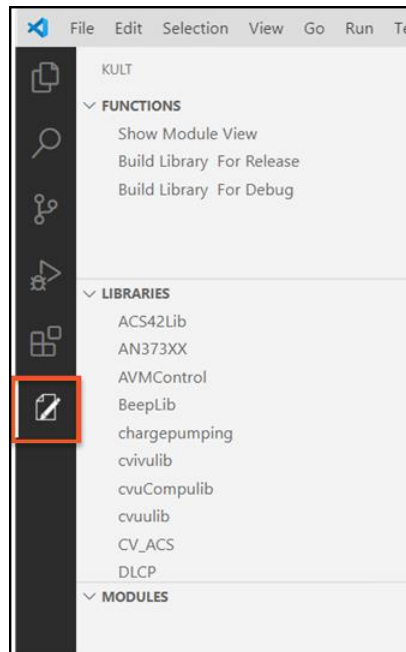 File Edit Selection View Go Run Te
KULT
FUNCTIONS
Show Module View
Build Library For Release
Build Library For Debug
LIBRARIES
ACS42Lib
AN373XX
AVMControl
BeepLib
chargepumping
cvivulib
cvuCompulib
cvuulib
CV_ACS
DLCP
MODULES